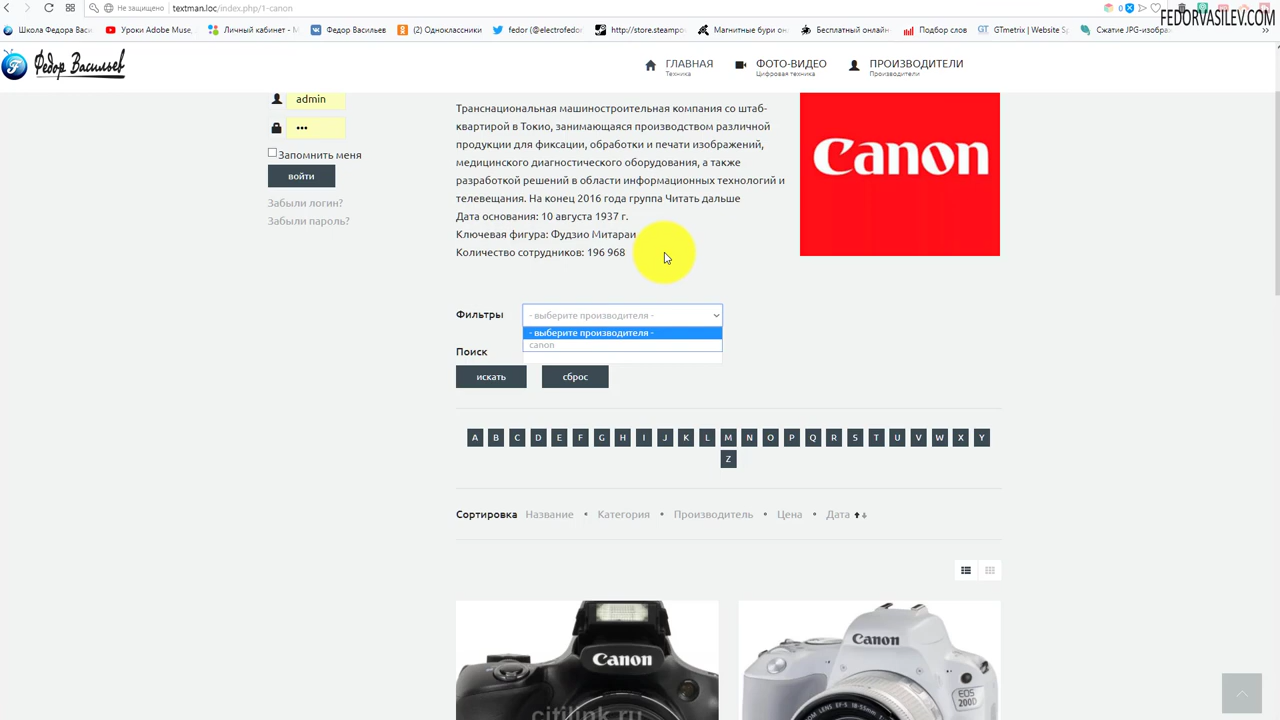 Не защищено
textman.loc/index.php/1-canon
0
FEDORVASILEV.COM
Школа Федора Васи
Уроки Adobe Muse,
Личный кабинет - М
Федор Васильев
(2) Одноклассники
fedor (@electrofedor
http://store.steampo
Магнитные бури он
Бесплатный онлайн
Подбор слов
GTmetrix | Website Sp
Сжатие JPG-изобра
Федор Васильев
ГЛАВНАЯ
Техника
ФОТО-ВИДЕО
Цифровая техника
ПРОИЗВОДИТЕЛИ
Производители
admin
•••
Запомнить меня
войти
Забыли логин?
Забыли пароль?
Транснациональная машиностроительная компания со штаб-
квартирой в Токио, занимающаяся производством различной
продукции для фиксации, обработки и печати изображений,
медицинского диагностического оборудования, а также
разработкой решений в области информационных технологий и
телевещания. На конец 2016 года группа Читать дальше
Дата основания: 10 августа 1937 г.
Ключевая фигура: Фудзио Митараи
Количество сотрудников: 196 968
Canon
Фильтры
- выберите производителя -
- выберите производителя -
canon
Поиск
искать
сброс
A B C D E F G H I J K L M N O P Q R S T U V W X Y
Z
Сортировка Название • Категория • Производитель • Цена • Дата
Canon
citilink.ru
Canon
EOS
200D